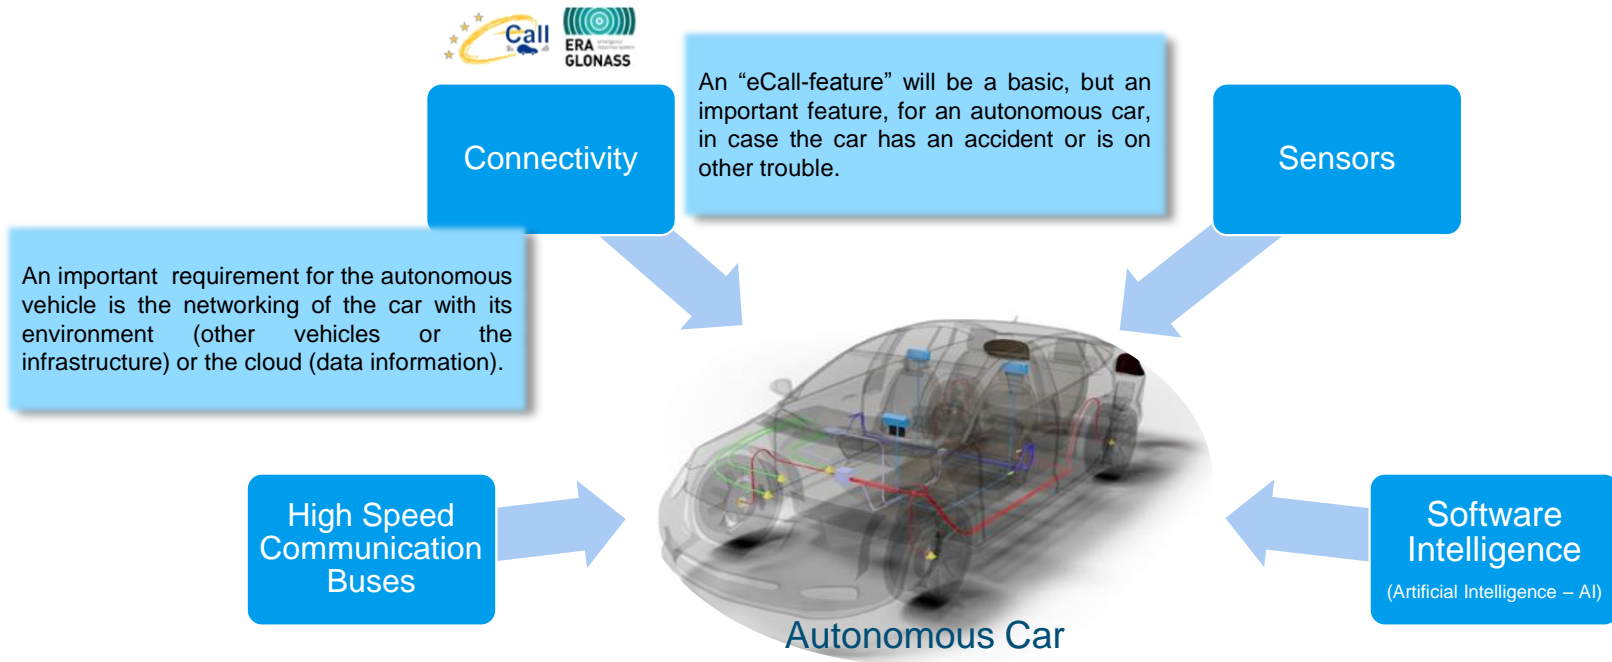 Call
ERA
GLONASS
An “eCall-feature” will be a basic, but an
important feature, for an autonomous car,
in case the car has an accident or is on
other trouble.
Connectivity
Sensors
An important requirement for the autonomous
vehicle is the networking of the car with its
environment (other vehicles or the
infrastructure) or the cloud (data information).
High Speed
Communication
Buses
Software
Intelligence
(Artificial Intelligence – AI)
Autonomous Car